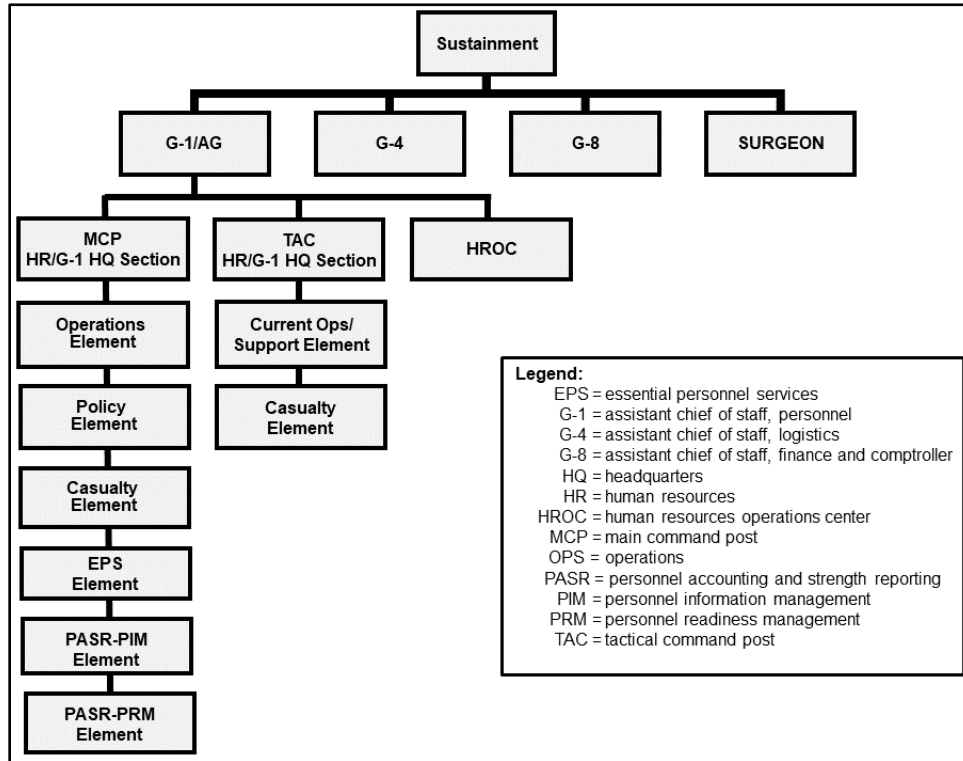 Sustainment
G-1/AG
G-4
G-8
SURGEON
MCP
HR/G-1 HQ Section
TAC
HR/G-1 HQ Section
HROC
Operations
Element
Current Ops/
Support Element
Policy
Element
Casualty
Element
Casualty
Element
EPS
Element
PASR-PIM
Element
PASR-PRM
Element
Legend:
EPS = essential personnel services
G-1 = assistant chief of staff, personnel
G-4 = assistant chief of staff, logistics
G-8 = assistant chief of staff, finance and comptroller
HQ = headquarters
HR = human resources
HROC = human resources operations center
MCP = main command post
OPS = operations
PASR = personnel accounting and strength reporting
PIM = personnel information management
PRM = personnel readiness management
TAC = tactical command post